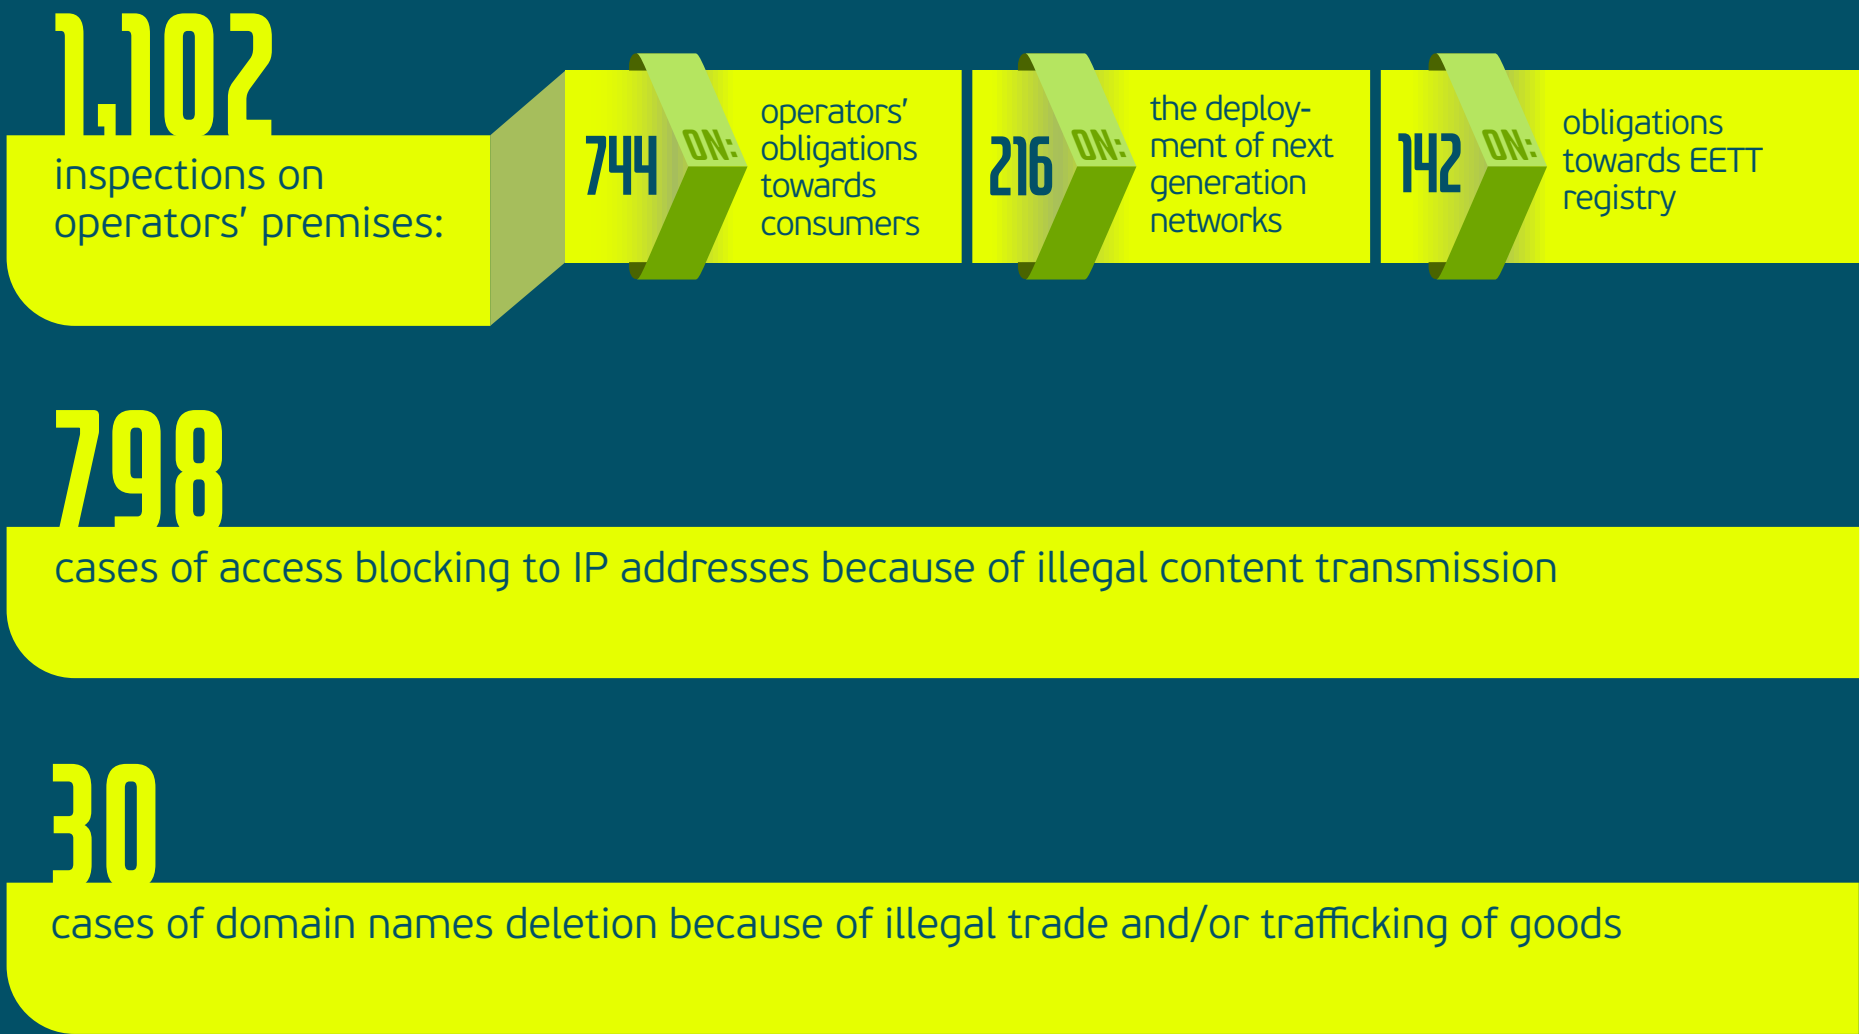 1,102
inspections on
operators’ premises:
744 ON:
operators’
obligations
towards
consumers
216 ON:
the deploy-
ment of next
generation
networks
142 ON:
obligations
towards EETT
registry
798
cases of access blocking to IP addresses because of illegal content transmission
30
cases of domain names deletion because of illegal trade and/or trafficking of goods